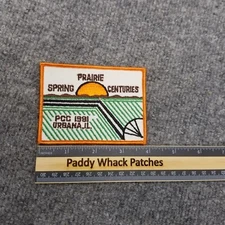 PRAIRIE
SPRING CENTURIES
PCC 1991
URBANA, IL
Paddy Whack Patches